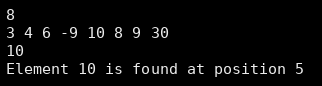 8
3 4 6 -9 10 8 9 30
10
Element 10 is found at position 5